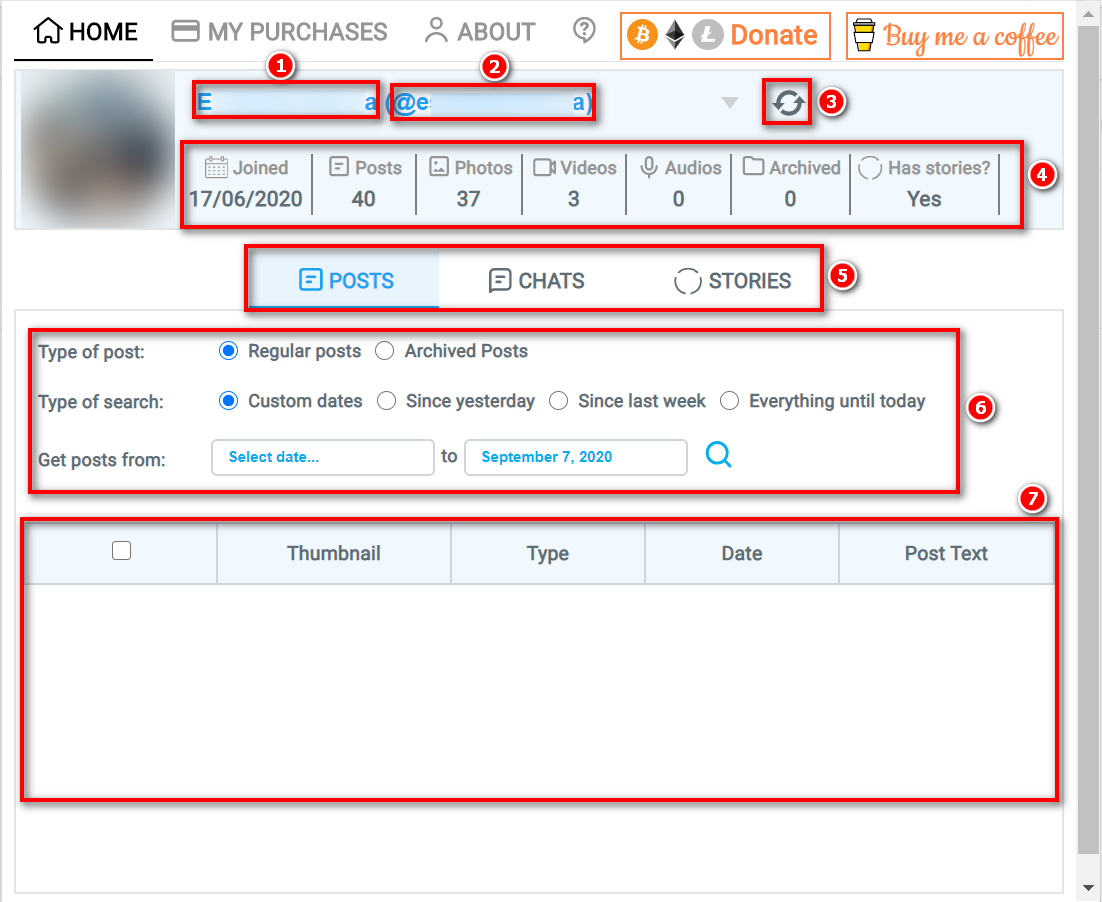 HOME MY PURCHASES ABOUT ? Donate Buy me a coffee
1 2
E a (@es a) 3
Joined Posts Photos Videos Audios Archived Has stories?
17/06/2020 40 37 3 0 0 Yes
4
POSTS CHATS STORIES 5
Type of post: Regular posts Archived Posts
Type of search: Custom dates Since yesterday Since last week Everything until today
6
Get posts from: Select date... to September 7, 2020
7
Thumbnail Type Date Post Text